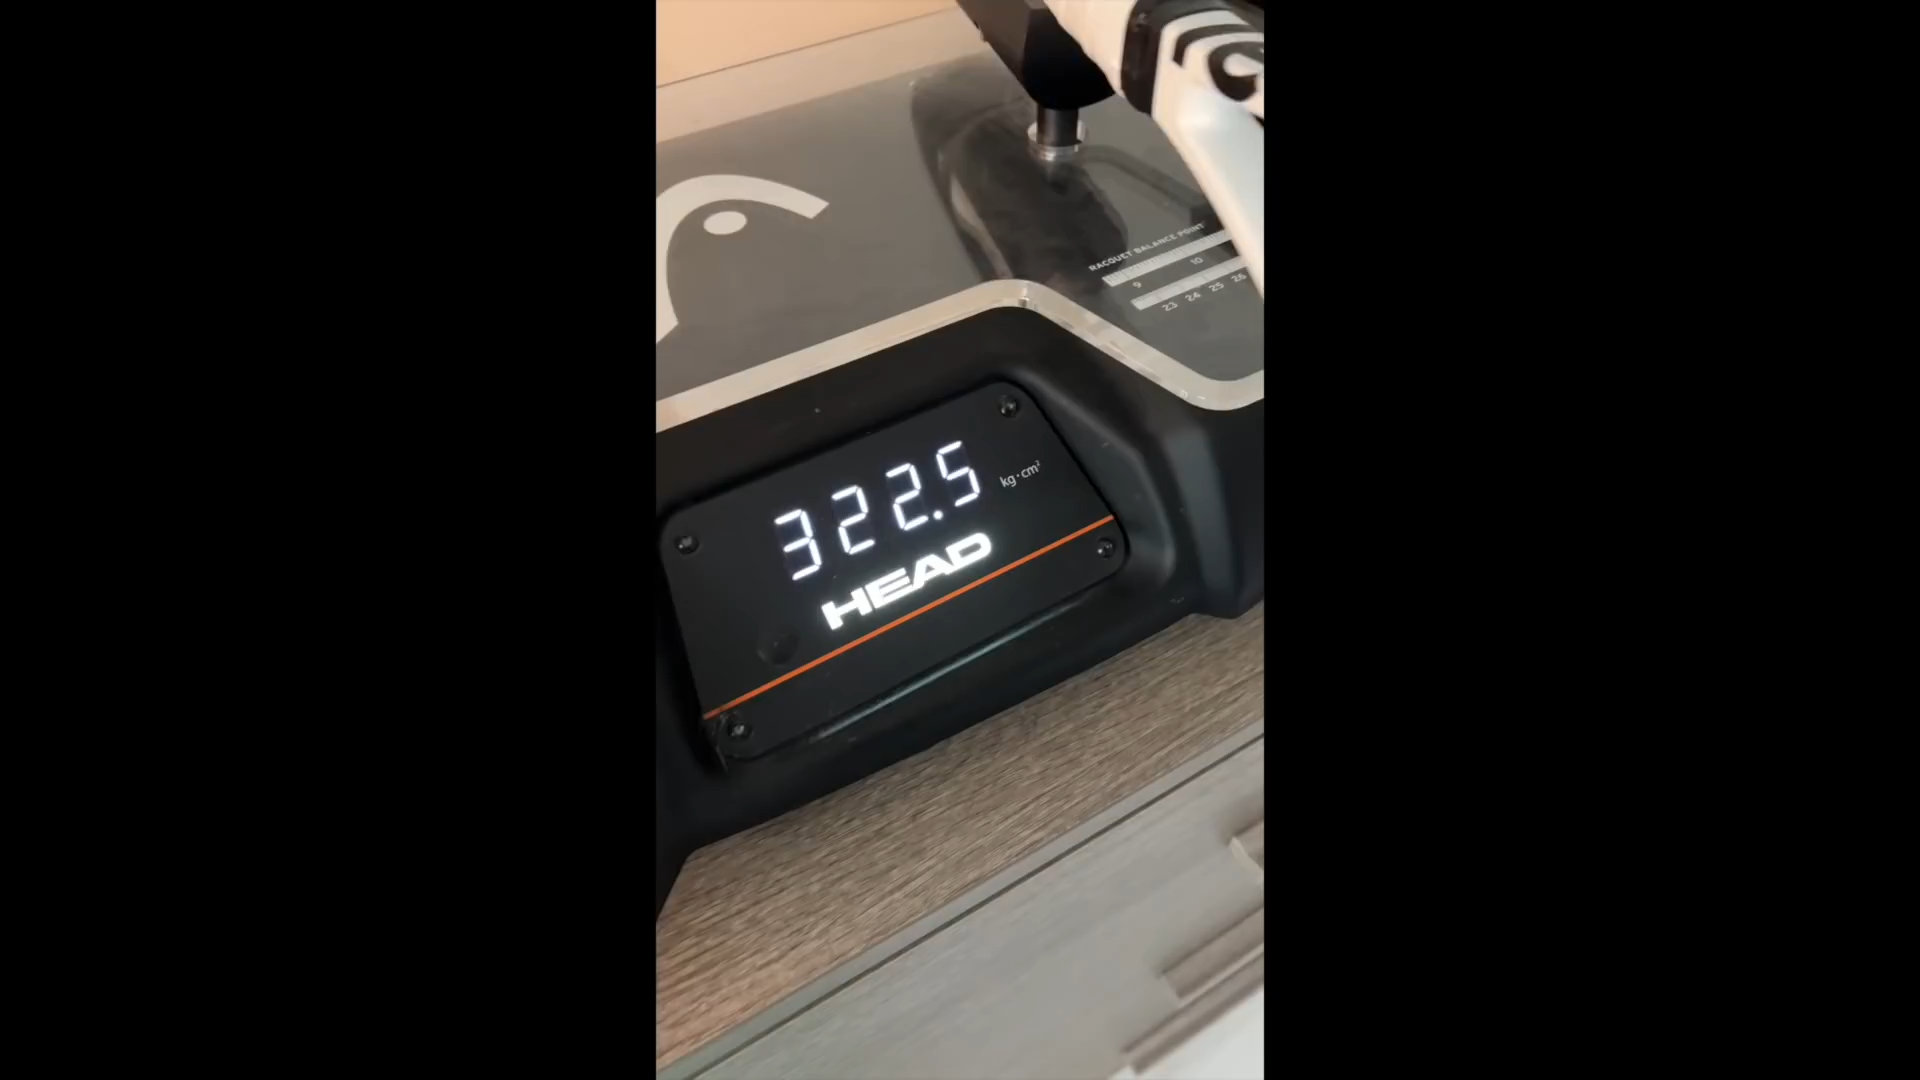 RACQUET BALANCE POINT
9 10
23 24 25 26
322.5 kg·cm²
HEAD